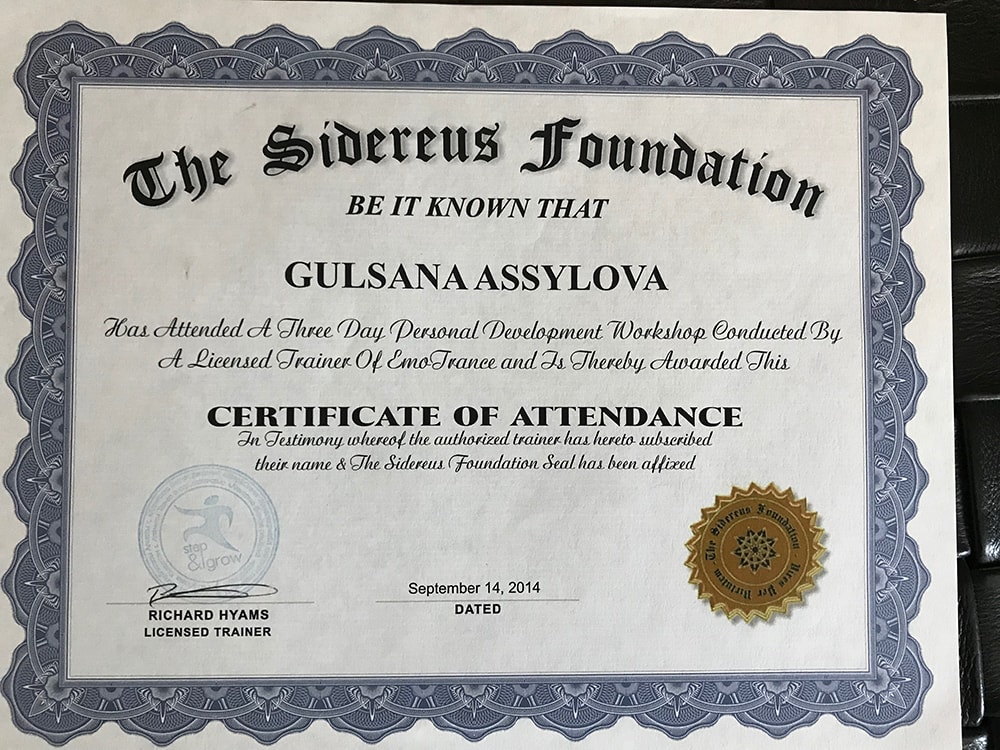 The Sidereus Foundation
BE IT KNOWN THAT
GULSANA ASSYLOVA
Has Attended A Three Day Personal Development Workshop Conducted By
A Licensed Trainer Of EmoTrance and Is Thereby Awarded This
CERTIFICATE OF ATTENDANCE
In Testimony whereof the authorized trainer has hereto subscribed
their name & The Sidereus Foundation Seal has been affixed
step
&grow
The Sidereus Foundation Vires Per Virtutem
September 14, 2014
DATED
RICHARD HYAMS
LICENSED TRAINER